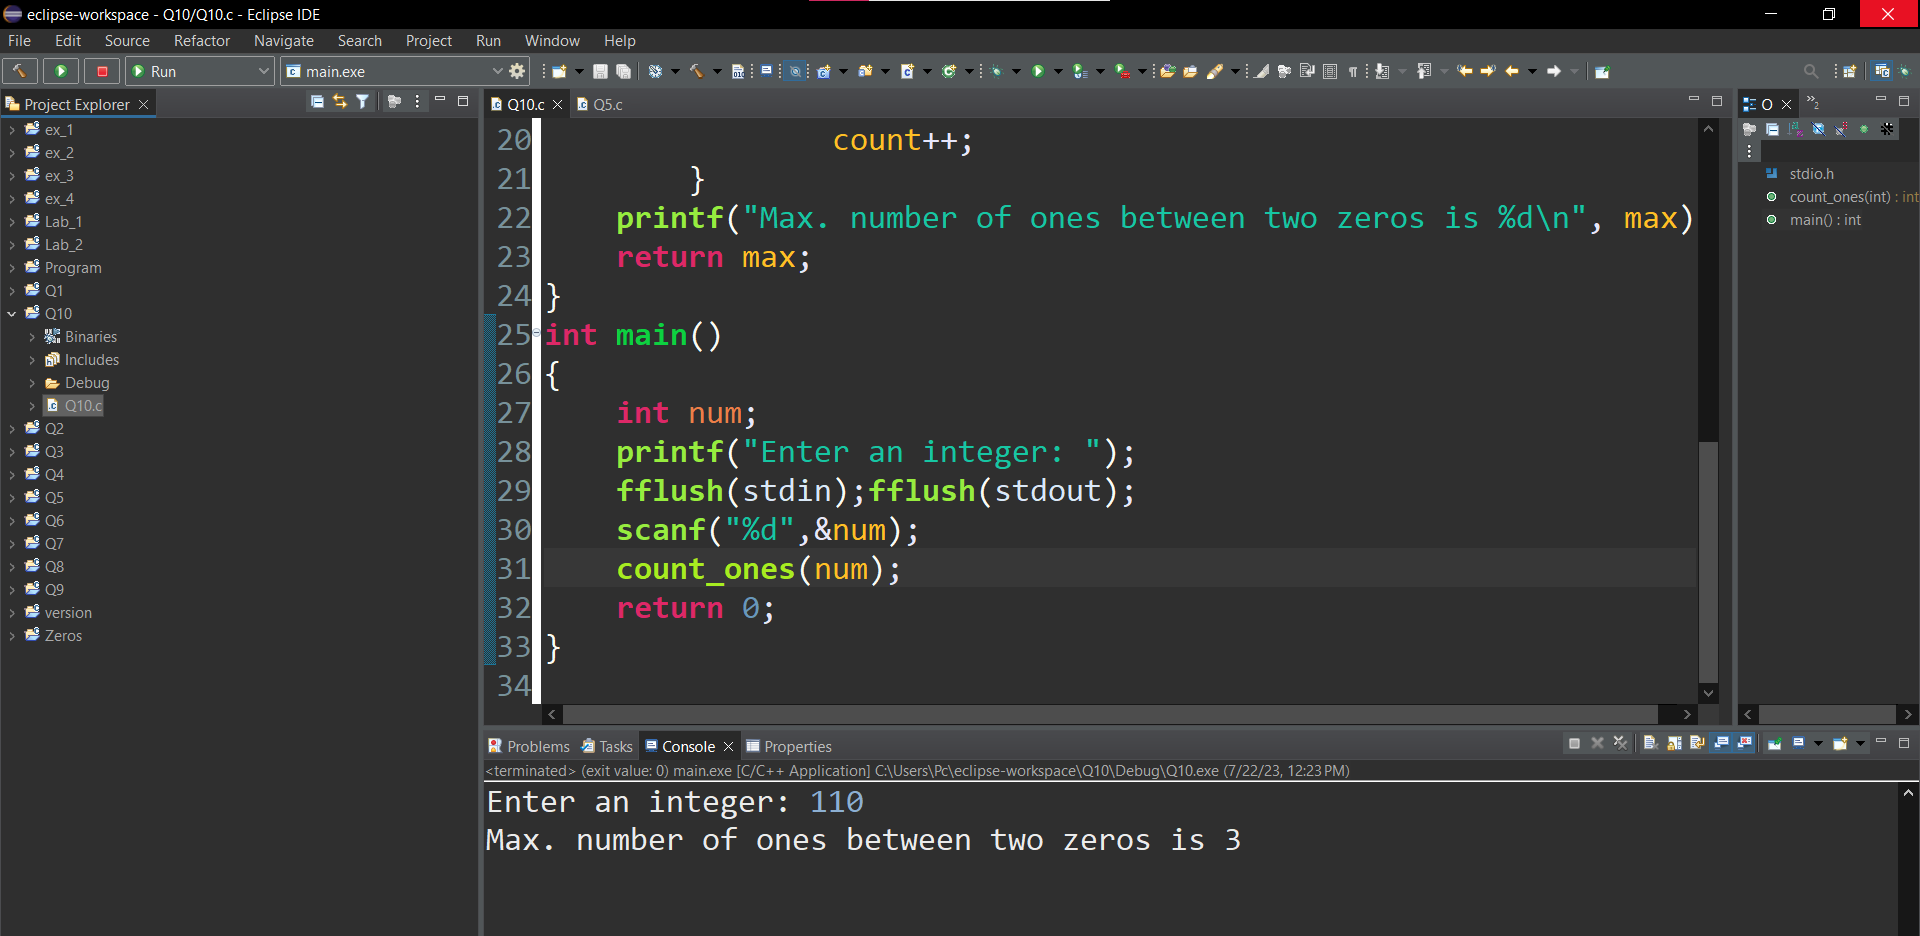 eclipse-workspace - Q10/Q10.c - Eclipse IDE
File Edit Source Refactor Navigate Search Project Run Window Help
Run
main.exe
Project Explorer
ex_1
ex_2
ex_3
ex_4
Lab_1
Lab_2
Program
Q1
Q10
Binaries
Includes
Debug
Q10.c
Q2
Q3
Q4
Q5
Q6
Q7
Q8
Q9
version
Zeros
Q10.c Q5.c
20 count++;
21 }
22 printf("Max. number of ones between two zeros is %d\n", max)
23 return max;
24 }
25 int main()
26 {
27 int num;
28 printf("Enter an integer: ");
29 fflush(stdin);fflush(stdout);
30 scanf("%d",&num);
31 count_ones(num);
32 return 0;
33 }
34
O
stdio.h
count_ones(int) : int
main() : int
Problems Tasks Console Properties
<terminated> (exit value: 0) main.exe [C/C++ Application] C:\Users\Pc\eclipse-workspace\Q10\Debug\Q10.exe (7/22/23, 12:23 PM)
Enter an integer: 110
Max. number of ones between two zeros is 3